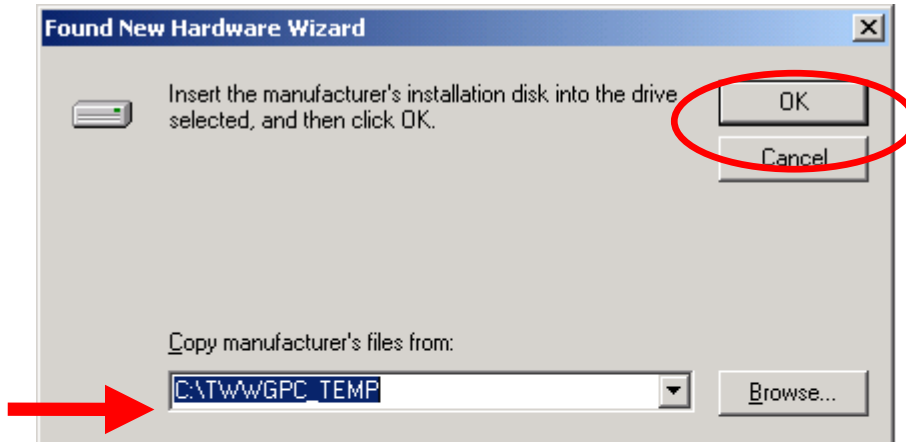 Found New Hardware Wizard
Insert the manufacturer's installation disk into the drive
selected, and then click OK.
OK
Cancel
Copy manufacturer's files from:
C:\TWWGPC_TEMP
Browse...